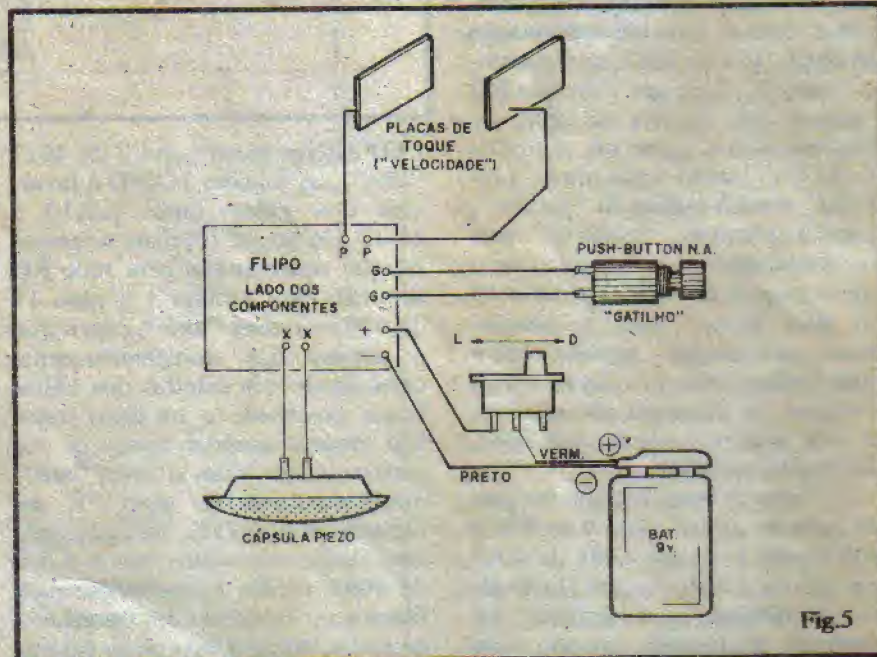 PLACAS DE
TOQUE
("VELOCIDADE")
P P
FLIPO
LADO DOS
COMPONENTES
G
G
+
−
X X
PUSH-BUTTON N.A.
"GATILHO"
L D
VERM.
PRETO
+
−
BAT.
9v.
CÁPSULA PIEZO
Fig.5